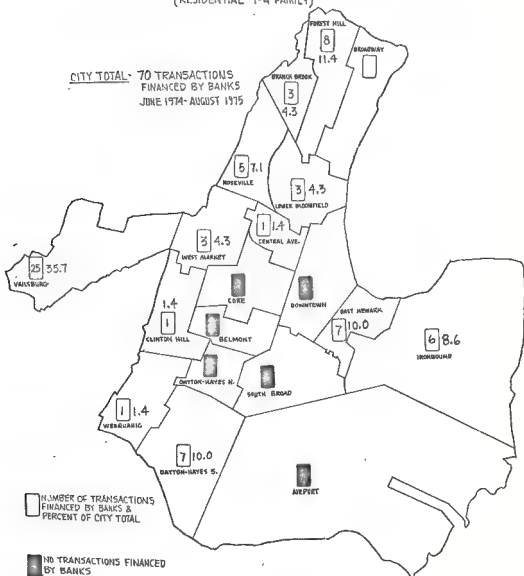 (RESIDENTIAL 1-4 FAMILY)
FOREST HILL
8
11.4
BROADWAY
CITY TOTAL- 70 TRANSACTIONS
FINANCED BY BANKS
JUNE 1974-AUGUST 1975
BRANCH BROOK
3
4.3
5 7.1
ROSEVILLE
3 4.3
LOWER BLOOMFIELD
1 1.4
CENTRAL AVE.
3 4.3
WEST MARKET
25 35.7
VAILSBURG
CORE
DOWNTOWN
1.4
1
CLINTON HILL
BELMONT
EAST NEWARK
7 10.0
6 8.6
IRONBOUND
DAYTON-HAYES N.
SOUTH BROAD
1 1.4
WEEQUAHIC
7 10.0
DAYTON-HAYES S.
AIRPORT
NUMBER OF TRANSACTIONS
FINANCED BY BANKS &
PERCENT OF CITY TOTAL
NO TRANSACTIONS FINANCED
BY BANKS